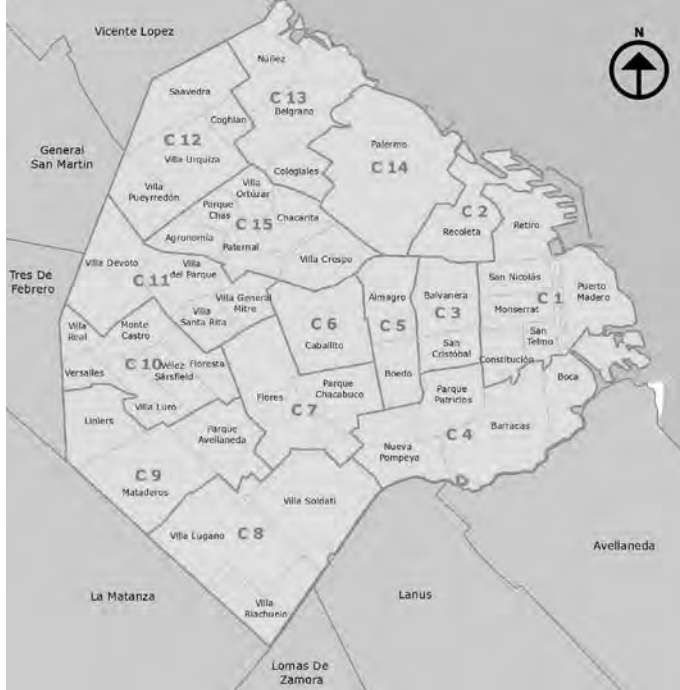 Vicente Lopez
N
Núñez
C 13
Belgrano
Saavedra
Coghlan
C 12
Villa Urquiza
Palermo
C 14
General
San Martin
Colegiales
Villa
Pueyrredón
Villa
Ortúzar
Parque
Chas
C 15
Chacarita
Agronomía
Paternal
Villa Crespo
C 2
Recoleta
Retiro
Tres De
Febrero
Villa Devoto
C 11
Villa
del Parque
Villa General
Mitre
Villa
Santa Rita
San Nicolás
Monserrat
C 1
Puerto
Madero
San
Telmo
Constitución
Almagro
C 5
Boedo
Balvanera
C 3
San
Cristóbal
C 6
Caballito
Villa
Real
Monte
Castro
C 10
Vélez
Sársfield
Floresta
Versalles
Villa Luro
Flores
Parque
Chacabuco
C 7
Boca
Parque
Patricios
Barracas
C 4
Nueva
Pompeya
Liniers
Parque
Avellaneda
C 9
Mataderos
Villa Soldati
Villa Lugano
C 8
Villa
Riachuelo
Avellaneda
La Matanza
Lanus
Lomas De
Zamora